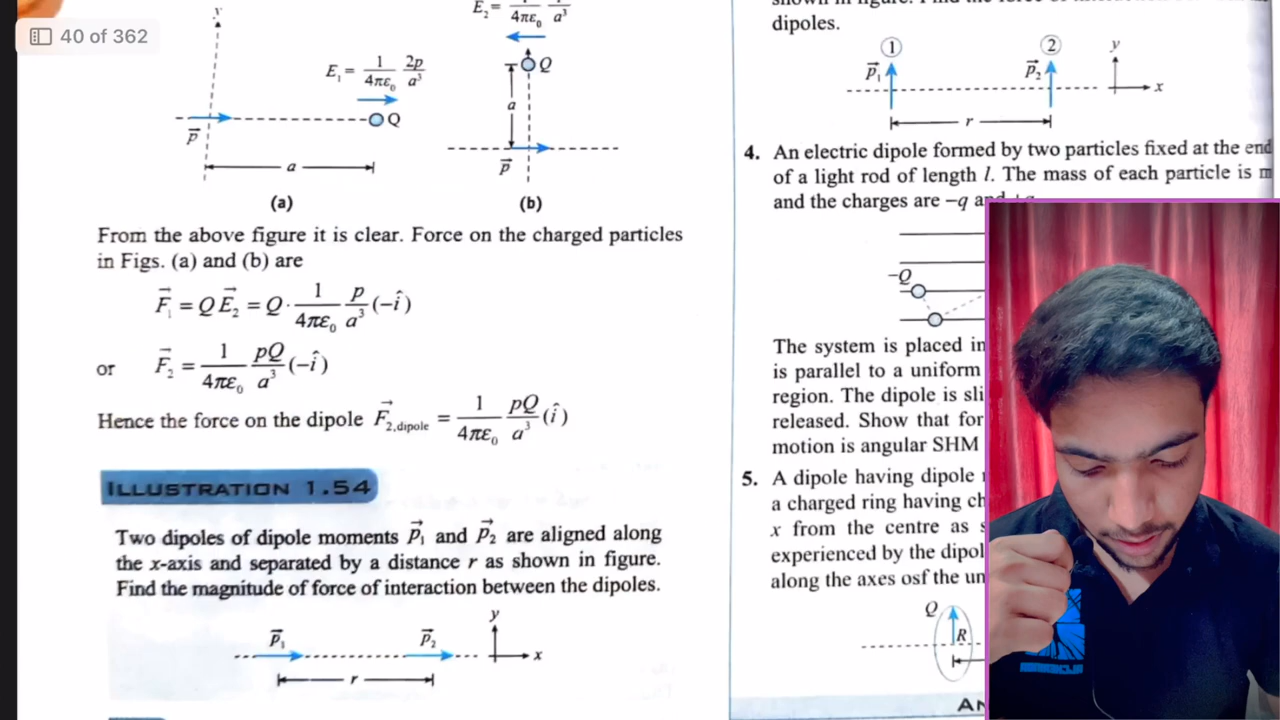 40 of 362
y
E₁ = 1/4πε₀ 2p/a³
p⃗
Q
a
(a)
E₂ = 1/4πε₀ p/a³
Q
a
p⃗
(b)
From the above figure it is clear. Force on the charged particles
in Figs. (a) and (b) are
F⃗₁ = QE⃗₂ = Q · 1/4πε₀ p/a³ (−î)
or F⃗₂ = 1/4πε₀ pQ/a³ (−î)
Hence the force on the dipole F⃗₂,dipole = 1/4πε₀ pQ/a³ (î)
ILLUSTRATION 1.54
Two dipoles of dipole moments P⃗₁ and P⃗₂ are aligned along
the x-axis and separated by a distance r as shown in figure.
Find the magnitude of force of interaction between the dipoles.
P⃗₁ P⃗₂ y x
r
dipoles.
1 2 y
P⃗₁ P⃗₂ x
r
4. An electric dipole formed by two particles fixed at the end
of a light rod of length l. The mass of each particle is m
and the charges are −q
−Q
The system is placed in
is parallel to a uniform
region. The dipole is sli
released. Show that for
motion is angular SHM
5. A dipole having dipole
a charged ring having ch
x from the centre as s
experienced by the dipol
along the axes osf the un
Q
R